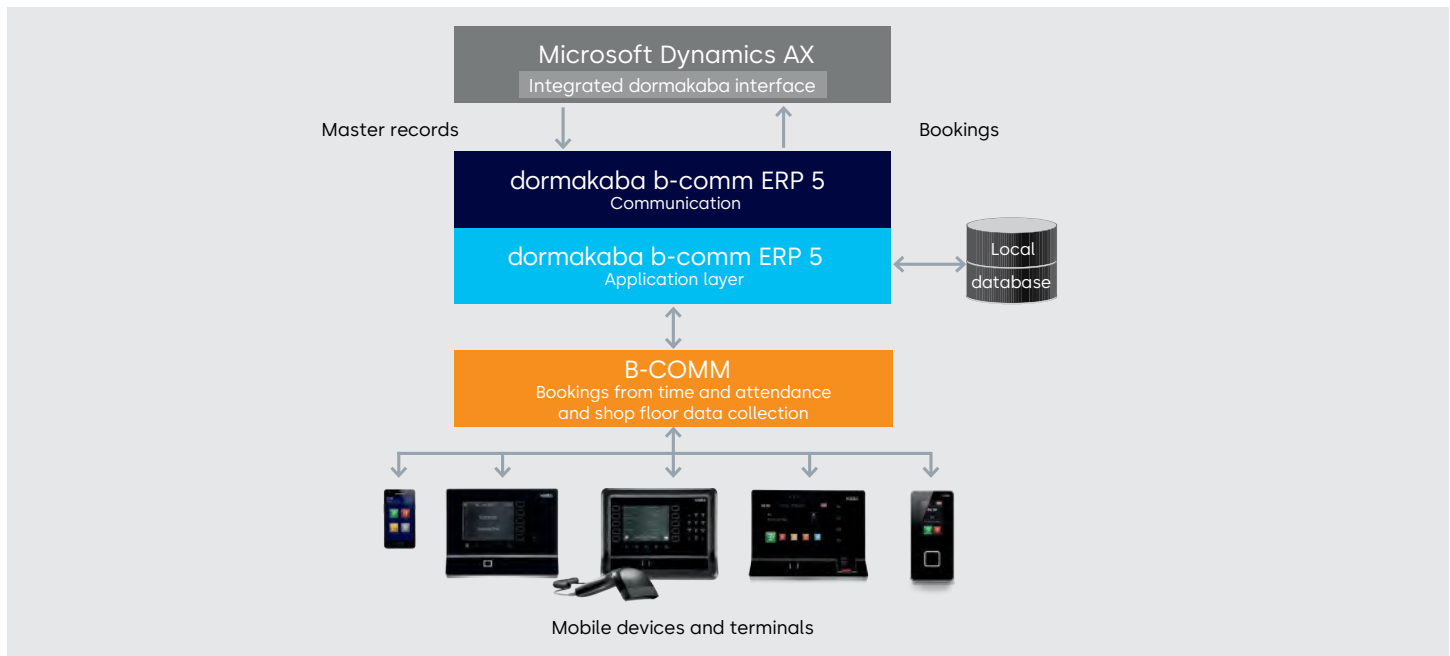 Microsoft Dynamics AX
Integrated dormakaba interface
Master records
Bookings
dormakaba b-comm ERP 5
Communication
dormakaba b-comm ERP 5
Application layer
Local
database
B-COMM
Bookings from time and attendance
and shop floor data collection
Mobile devices and terminals